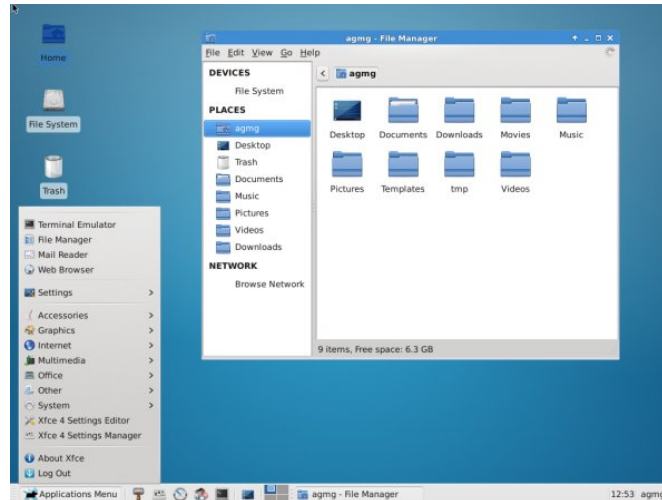 Home
File System
Trash
agmg - File Manager
File Edit View Go Help
DEVICES
File System
PLACES
agmg
Desktop
Trash
Documents
Music
Pictures
Videos
Downloads
NETWORK
Browse Network
agmg
Desktop Documents Downloads Movies Music
Pictures Templates tmp Videos
9 items, Free space: 6.3 GB
Terminal Emulator
File Manager
Mail Reader
Web Browser
Settings
Accessories
Graphics
Internet
Multimedia
Office
Other
System
Xfce 4 Settings Editor
Xfce 4 Settings Manager
About Xfce
Log Out
Applications Menu
agmg - File Manager
12:53 agmg